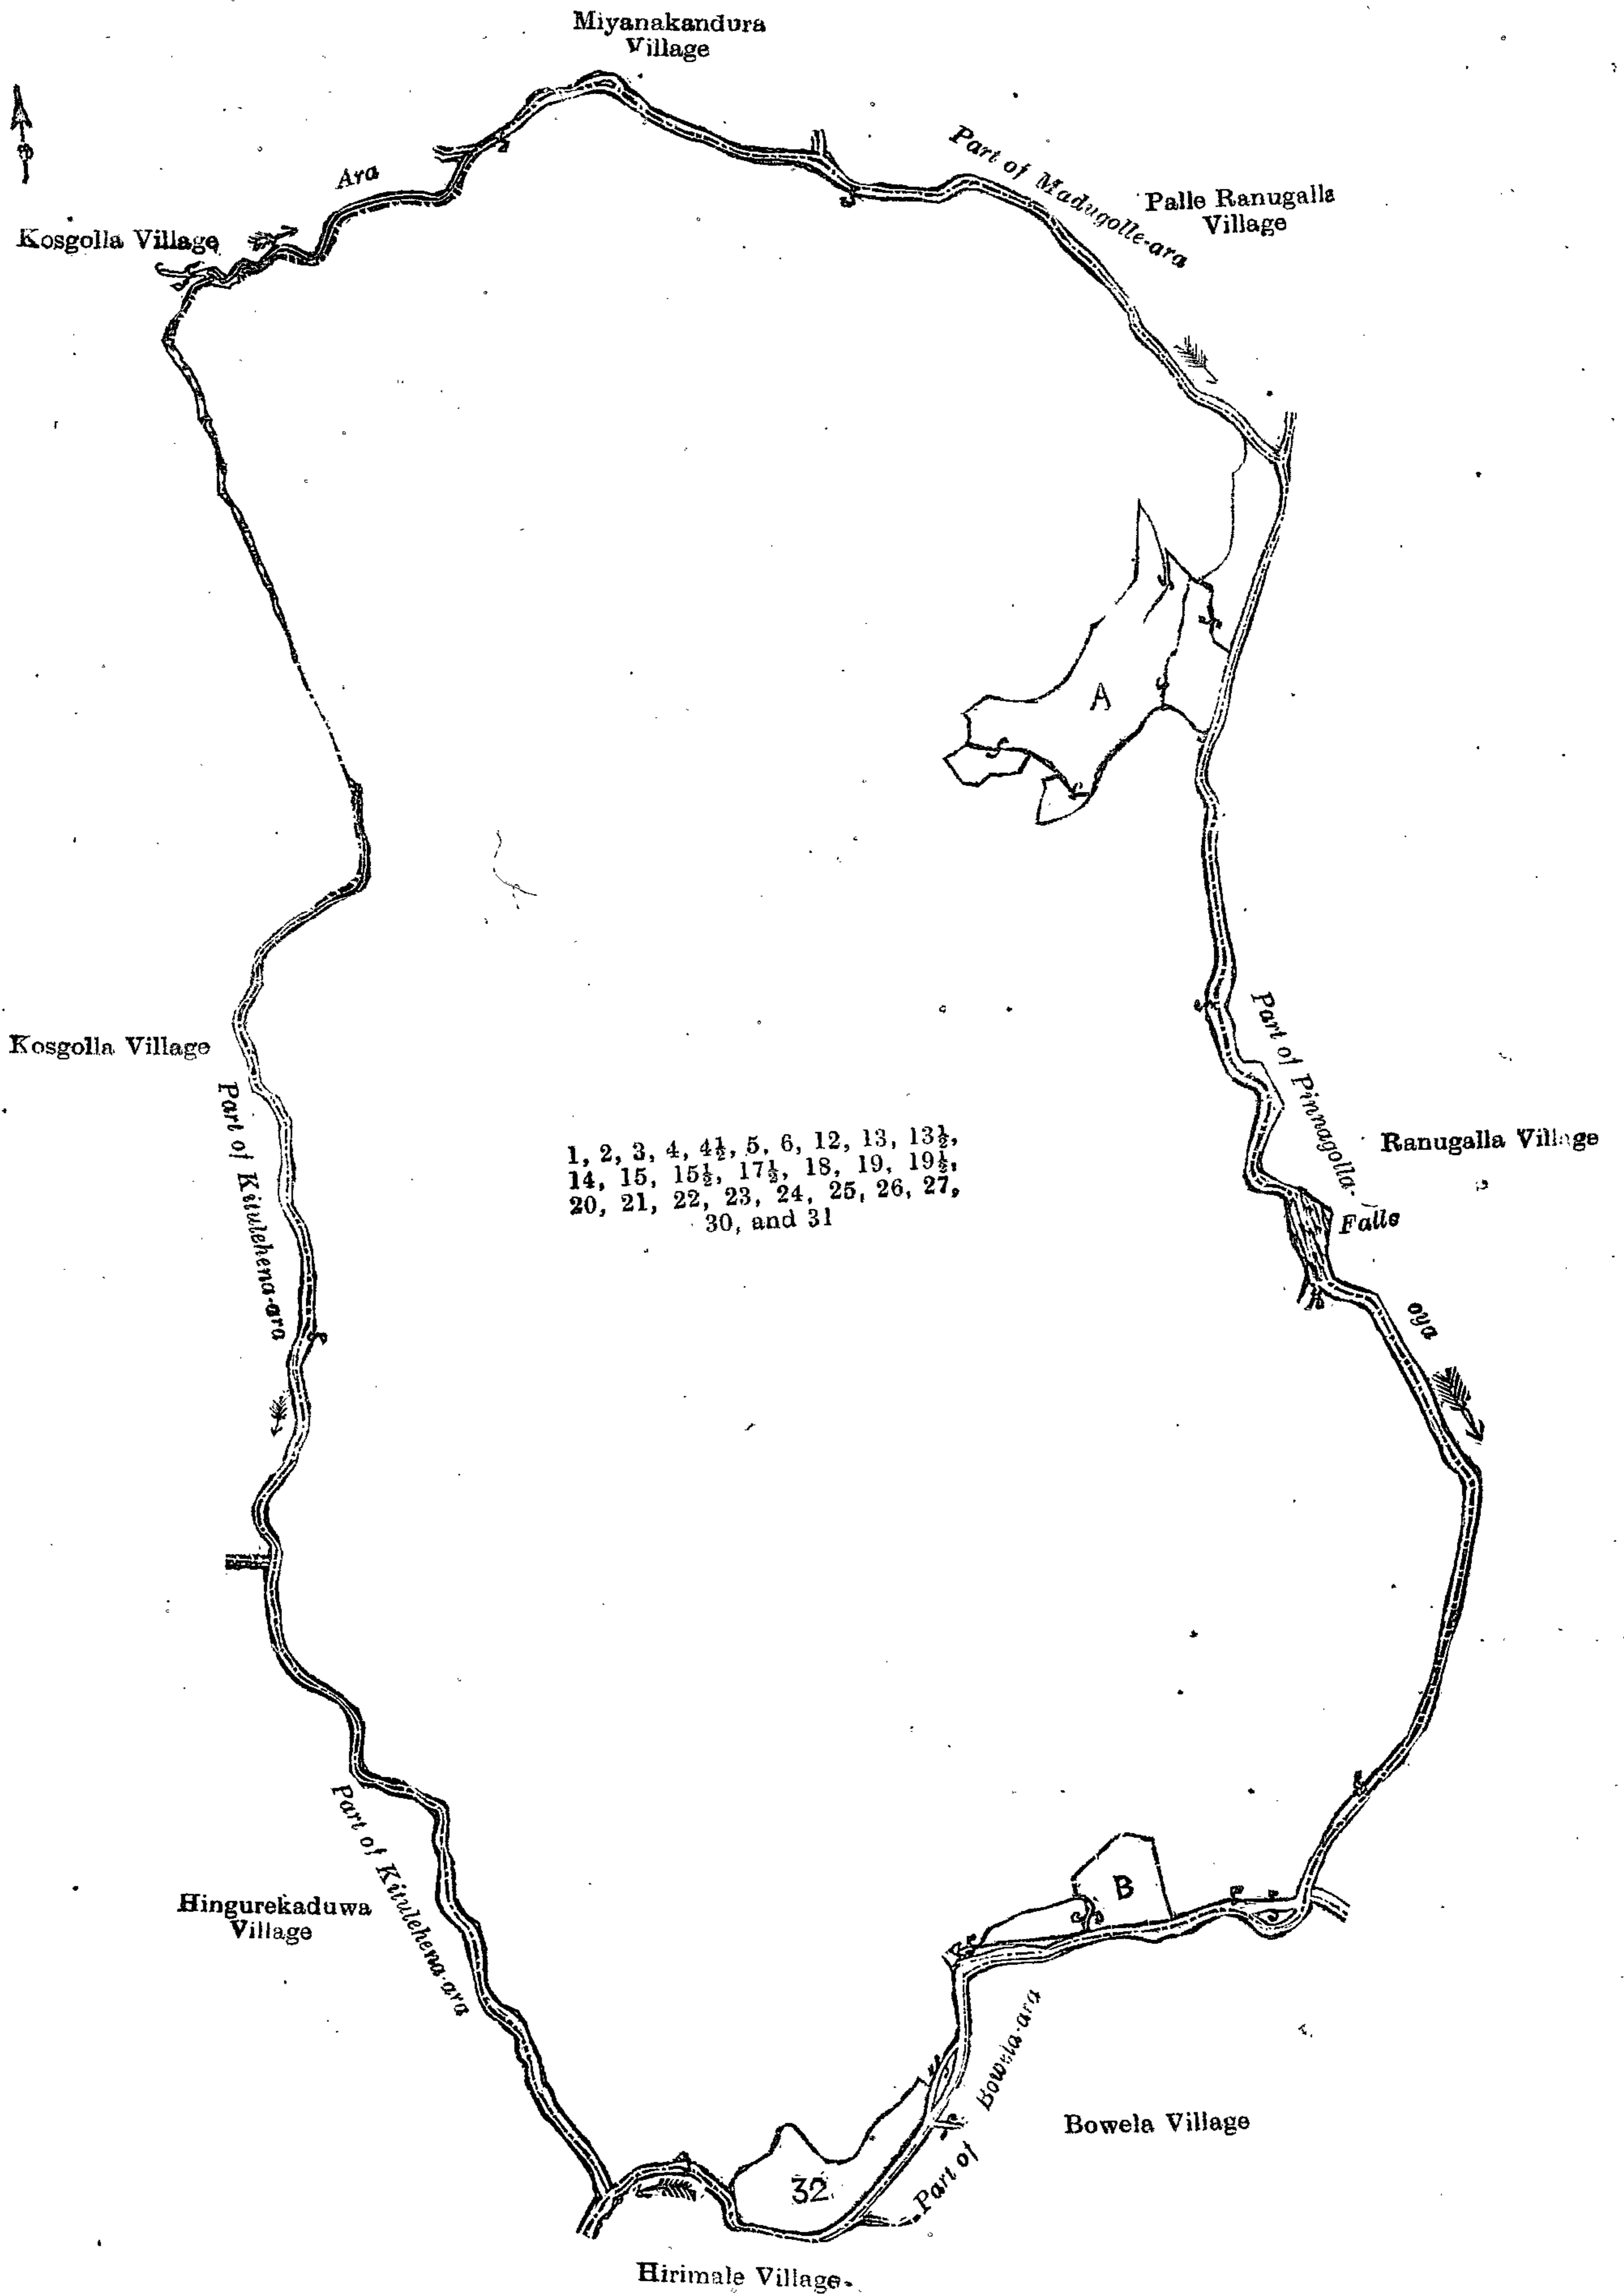 Miyanakandura
Village
Part of Madugolle-ara
Ara
Palle Ranugalla
Village
Kosgolla Village
A
Part of Pinnagolla-
Kosgolla Village
Part of Kitulehena-ara
1, 2, 3, 4, 4½, 5, 6, 12, 13, 13½,
14, 15, 15½, 17½, 18, 19, 19½,
20, 21, 22, 23, 24, 25, 26, 27,
30, and 31
Ranugalla Village
Falls
oya
Part of Kitulehena-ara
B
Hingurekaduwa
Village
Part of Bowela-ara
Bowela Village
32
Hirimale Village